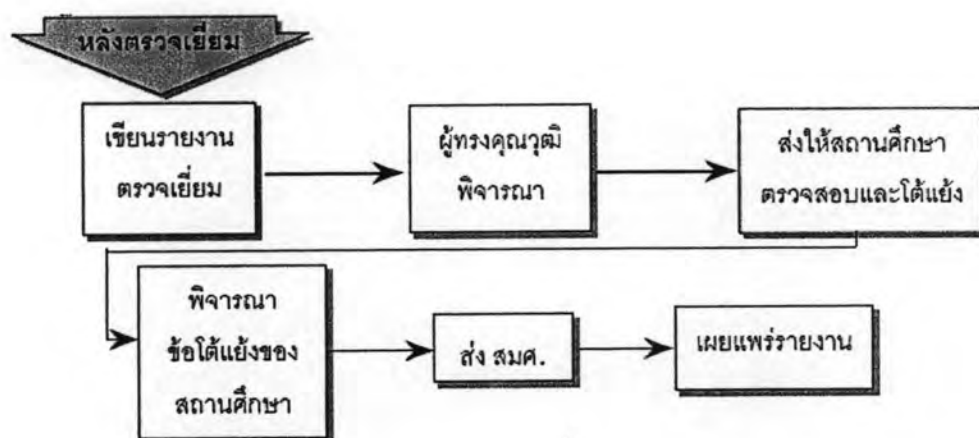 หลังตรวจเยี่ยม
เขียนรายงาน
ตรวจเยี่ยม
ผู้ทรงคุณวุฒิ
พิจารณา
ส่งให้สถานศึกษา
ตรวจสอบและโต้แย้ง
พิจารณา
ข้อโต้แย้งของ
สถานศึกษา
ส่ง สมศ.
เผยแพร่รายงาน